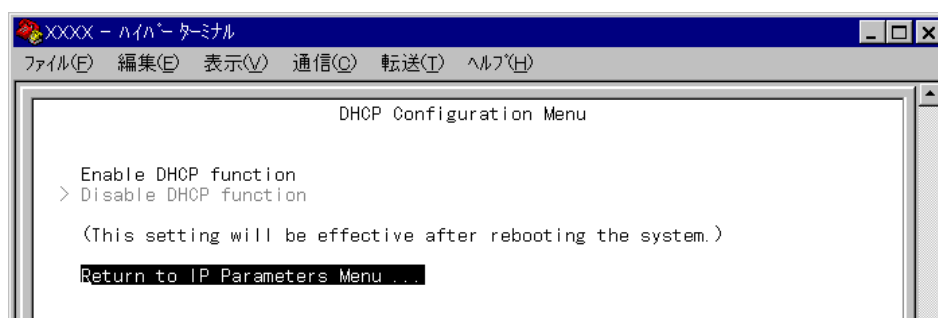 XXXX - ﾊｲﾊﾟｰ ﾀｰﾐﾅﾙ
ﾌｧｲﾙ(F) 編集(E) 表示(V) 通信(C) 転送(T) ﾍﾙﾌﾟ(H)
DHCP Configuration Menu
Enable DHCP function
> Disable DHCP function
(This setting will be effective after rebooting the system.)
Return to IP Parameters Menu ...